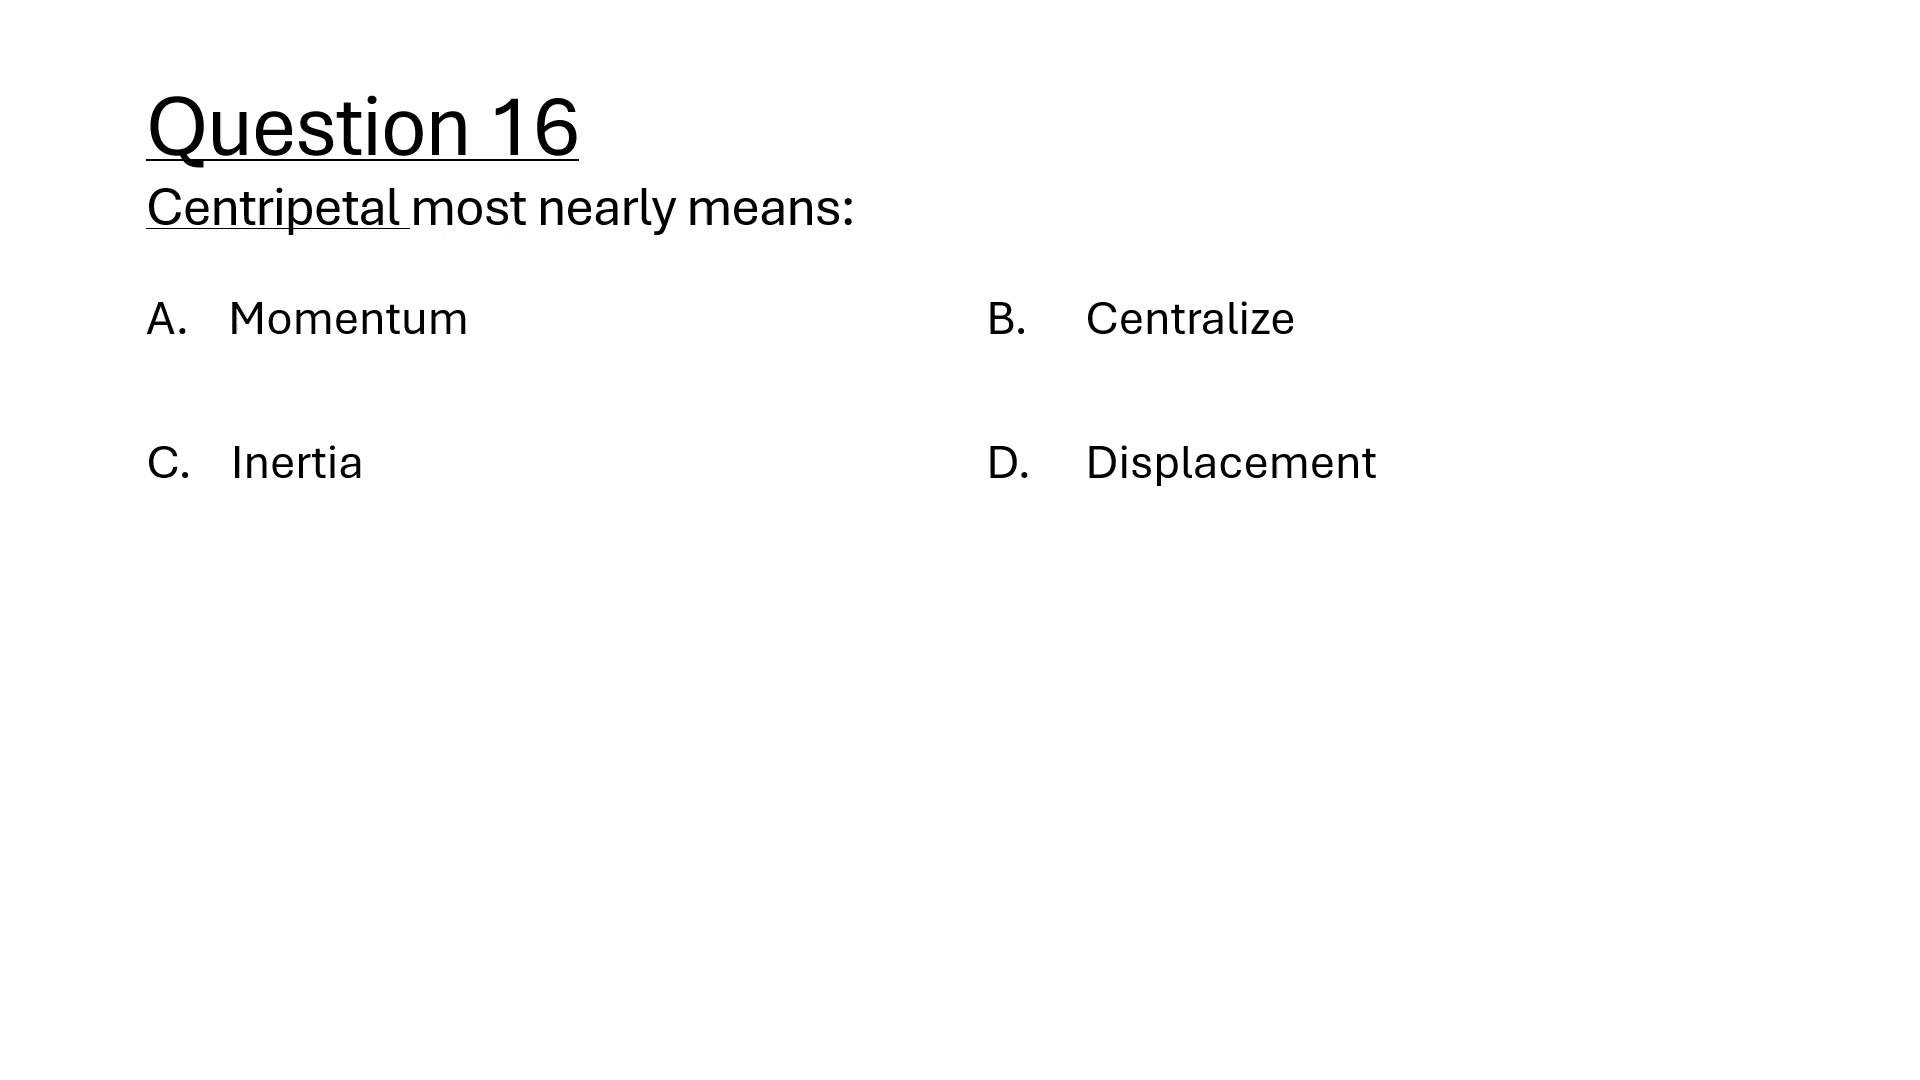 Question 16
Centripetal most nearly means:
A. Momentum
B. Centralize
C. Inertia
D. Displacement